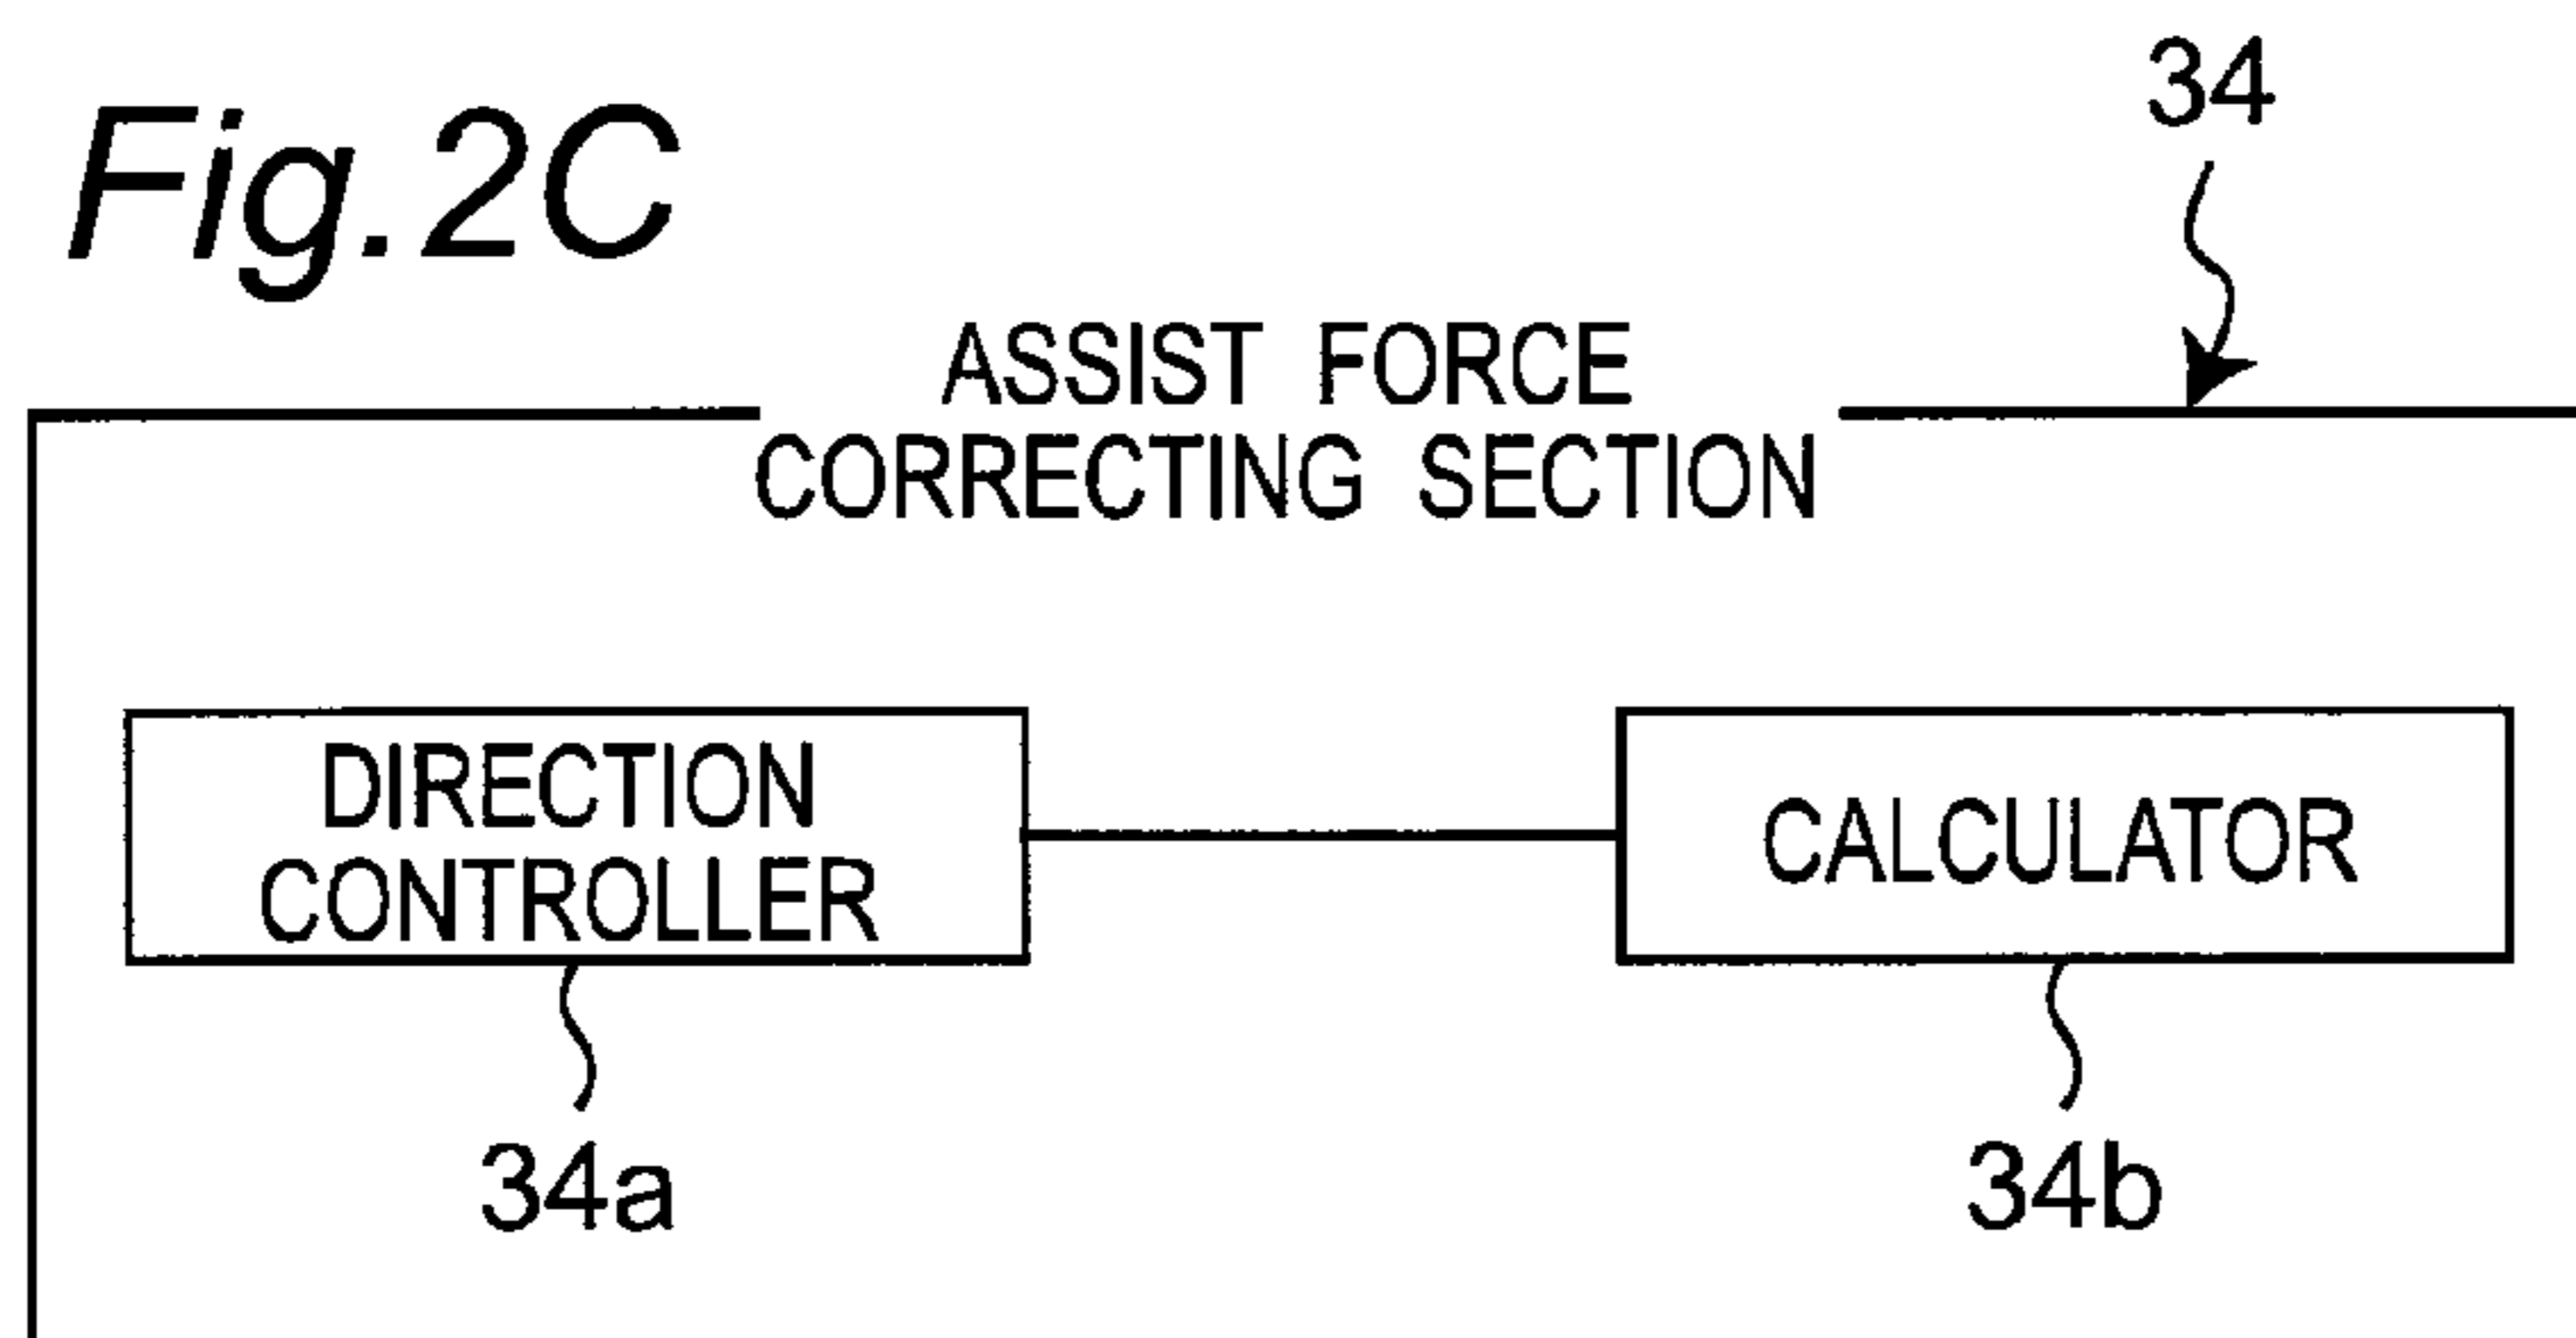 Fig.2C
34
ASSIST FORCE
CORRECTING SECTION
DIRECTION
CONTROLLER
CALCULATOR
34a
34b